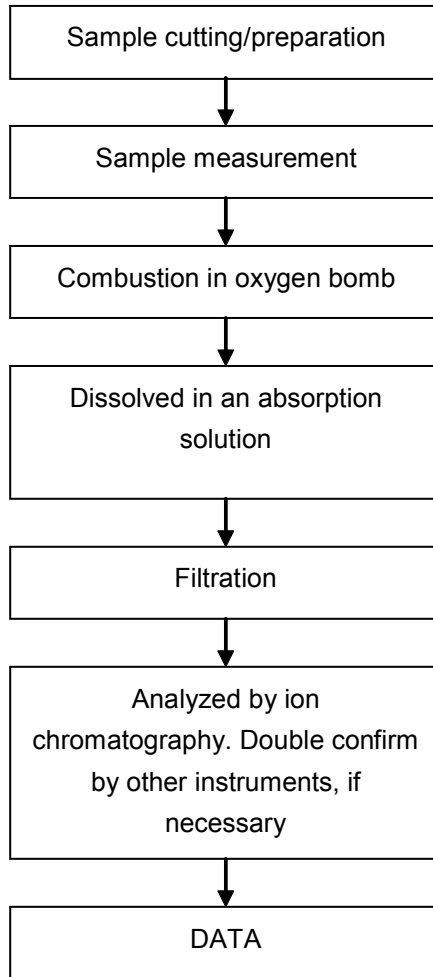 Sample cutting/preparation
Sample measurement
Combustion in oxygen bomb
Dissolved in an absorption
solution
Filtration
Analyzed by ion
chromatography. Double confirm
by other instruments, if
necessary
DATA